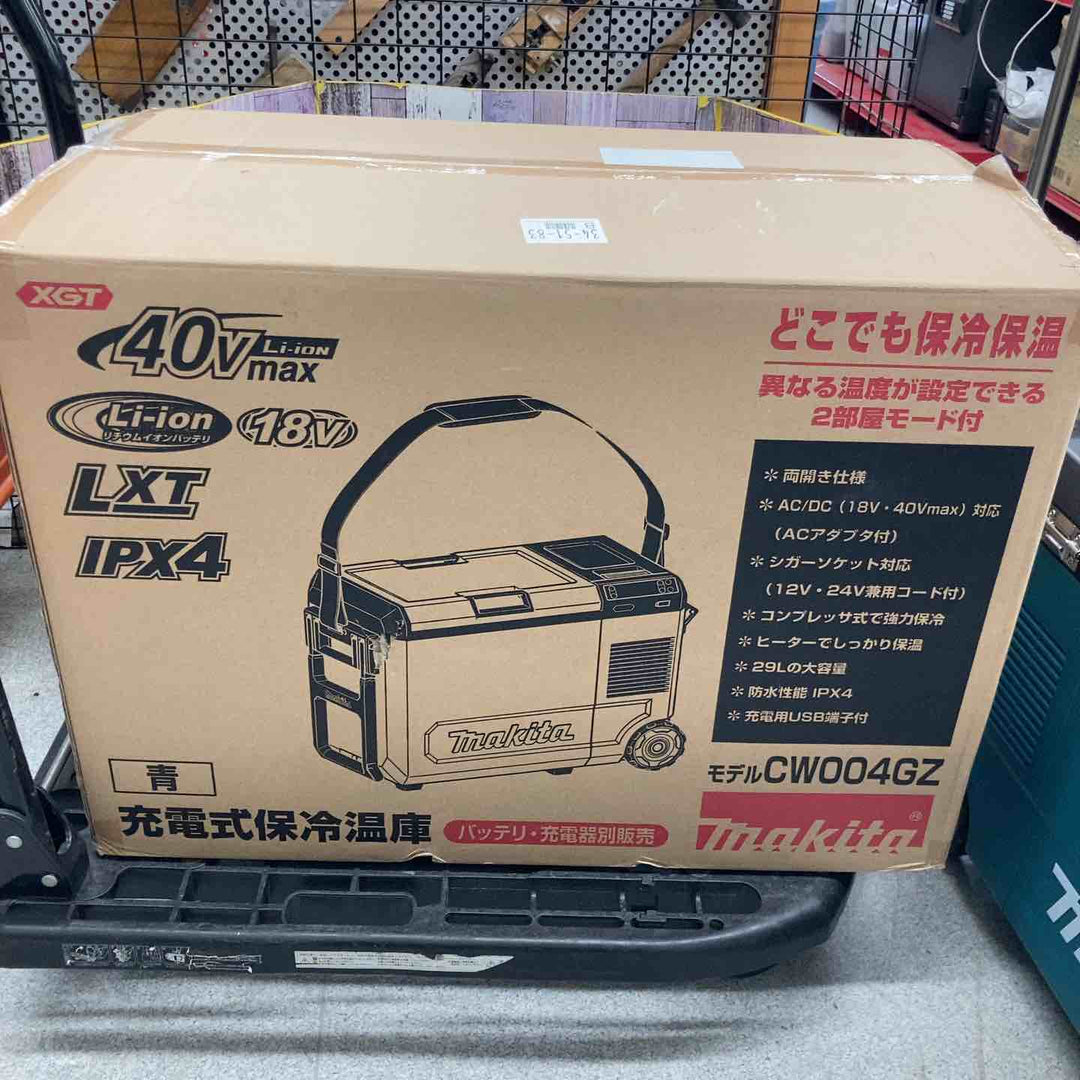 34-51-83
B
XGT
40Vmax Li-ion
Li-ion
リチウムイオンバッテリ
18V
LXT
IPX4
どこでも保冷保温
異なる温度が設定できる
2部屋モード付
＊両開き仕様
＊AC/DC（18V・40Vmax）対応
（ACアダプタ付）
＊シガーソケット対応
（12V・24V兼用コード付）
＊コンプレッサ式で強力保冷
＊ヒーターでしっかり保温
＊29Lの大容量
＊防水性能 IPX4
＊充電用USB端子付
makita
青
モデルCW004GZ
充電式保冷温庫
バッテリ・充電器別販売
makita®